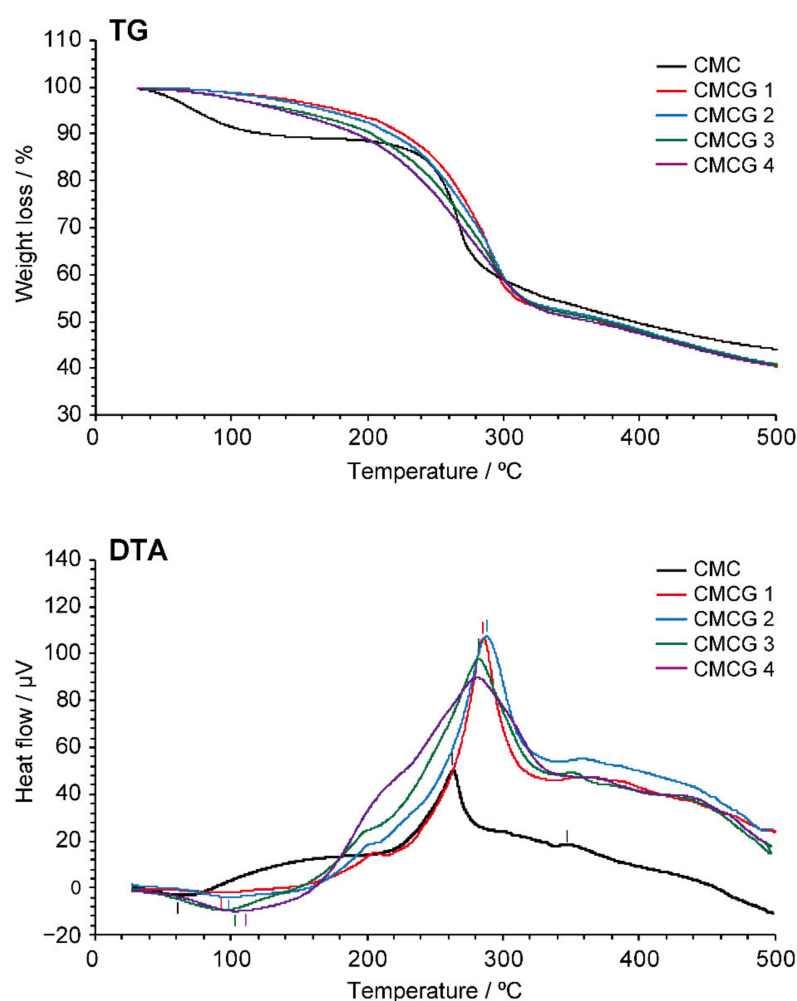 TG
110
100
90
80
70
60
50
40
30
Weight loss / %
CMC
CMCG 1
CMCG 2
CMCG 3
CMCG 4
0 100 200 300 400 500
Temperature / ºC
DTA
140
120
100
80
60
40
20
0
−20
Heat flow / µV
CMC
CMCG 1
CMCG 2
CMCG 3
CMCG 4
0 100 200 300 400 500
Temperature / ºC